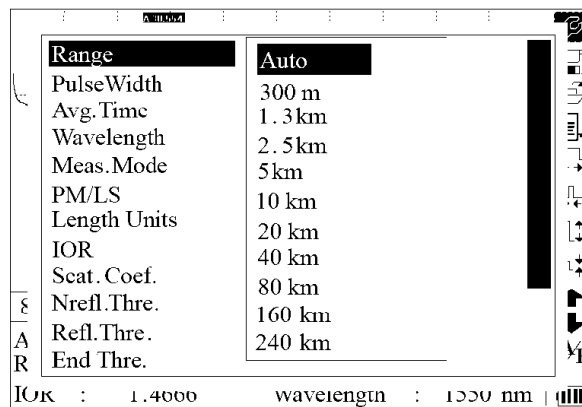 Range
PulseWidth
Avg.Time
Wavelength
Meas.Mode
PM/LS
Length Units
IOR
Scat.Coef.
Nrefl.Thre.
Refl.Thre.
End Thre.
Auto
300 m
1.3km
2.5km
5km
10 km
20 km
40 km
80 km
160 km
240 km
A
R
IOR : 1.4666 wavelength : 1550 nm